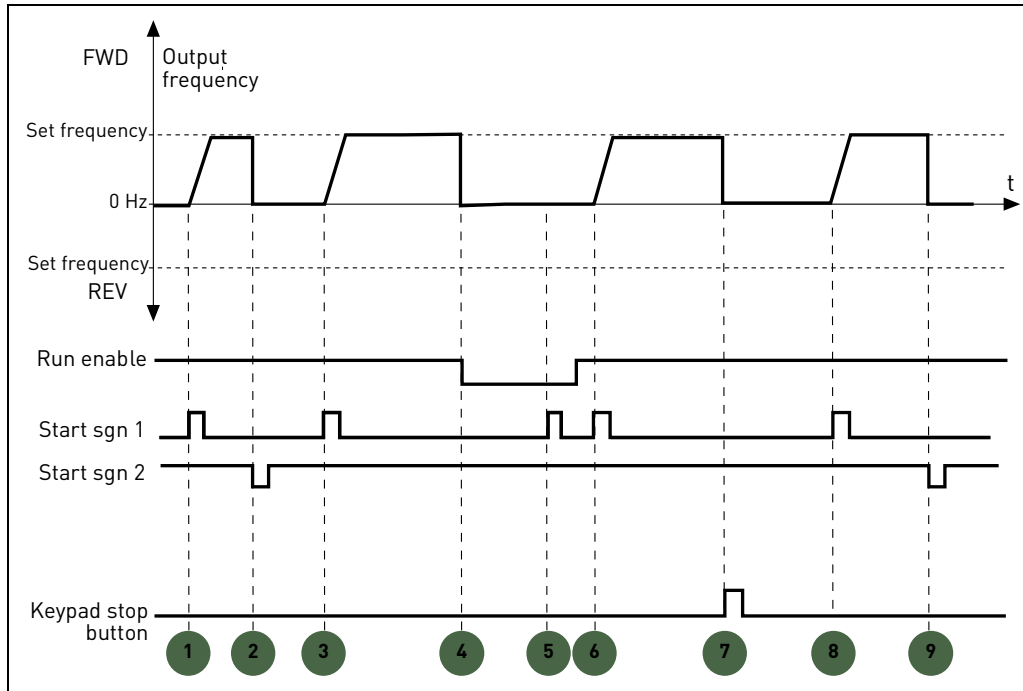 FWD
Output
frequency
Set frequency
t
0 Hz
Set frequency
REV
Run enable
Start sgn 1
Start sgn 2
Keypad stop
button
1 2 3 4 5 6 7 8 9